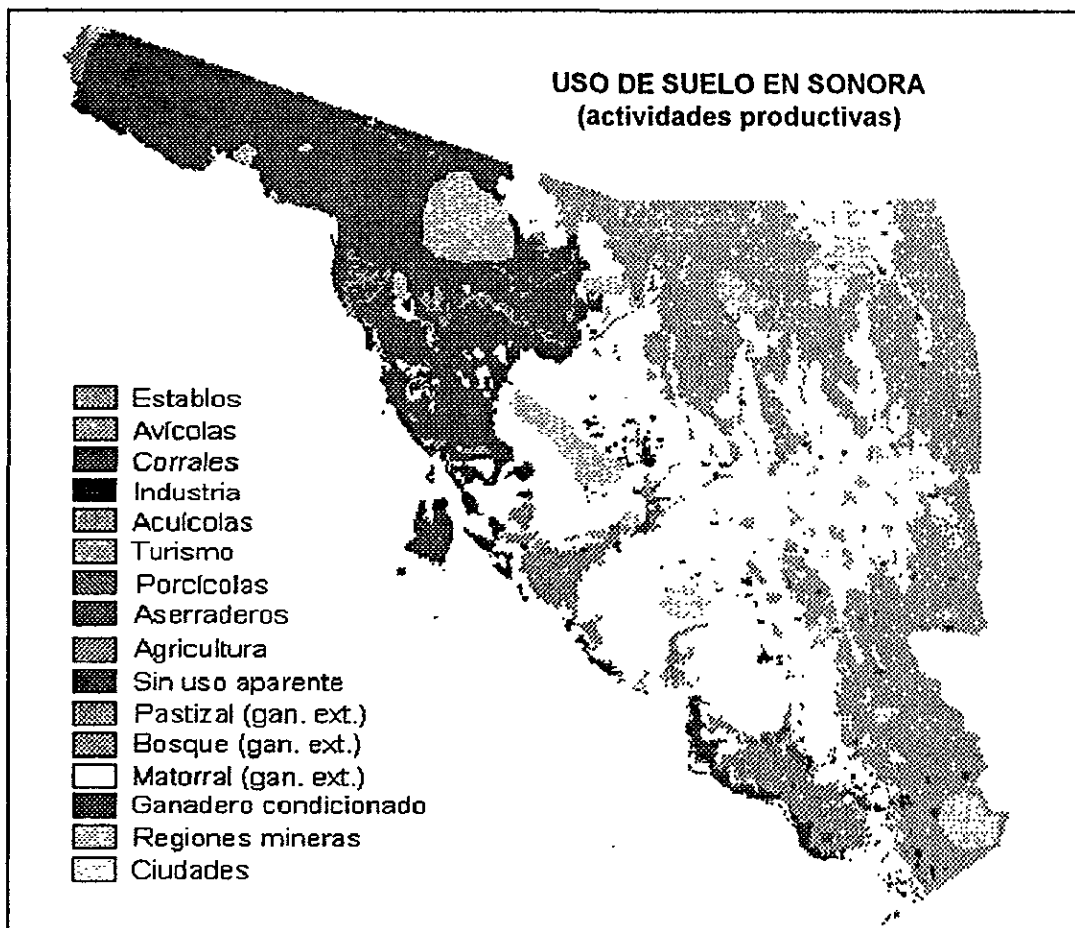 USO DE SUELO EN SONORA
(actividades productivas)
Establos
Avícolas
Corrales
Industria
Acuícolas
Turismo
Porcícolas
Aserraderos
Agricultura
Sin uso aparente
Pastizal (gan. ext.)
Bosque (gan. ext.)
Matorral (gan. ext.)
Ganadero condicionado
Regiones mineras
Ciudades